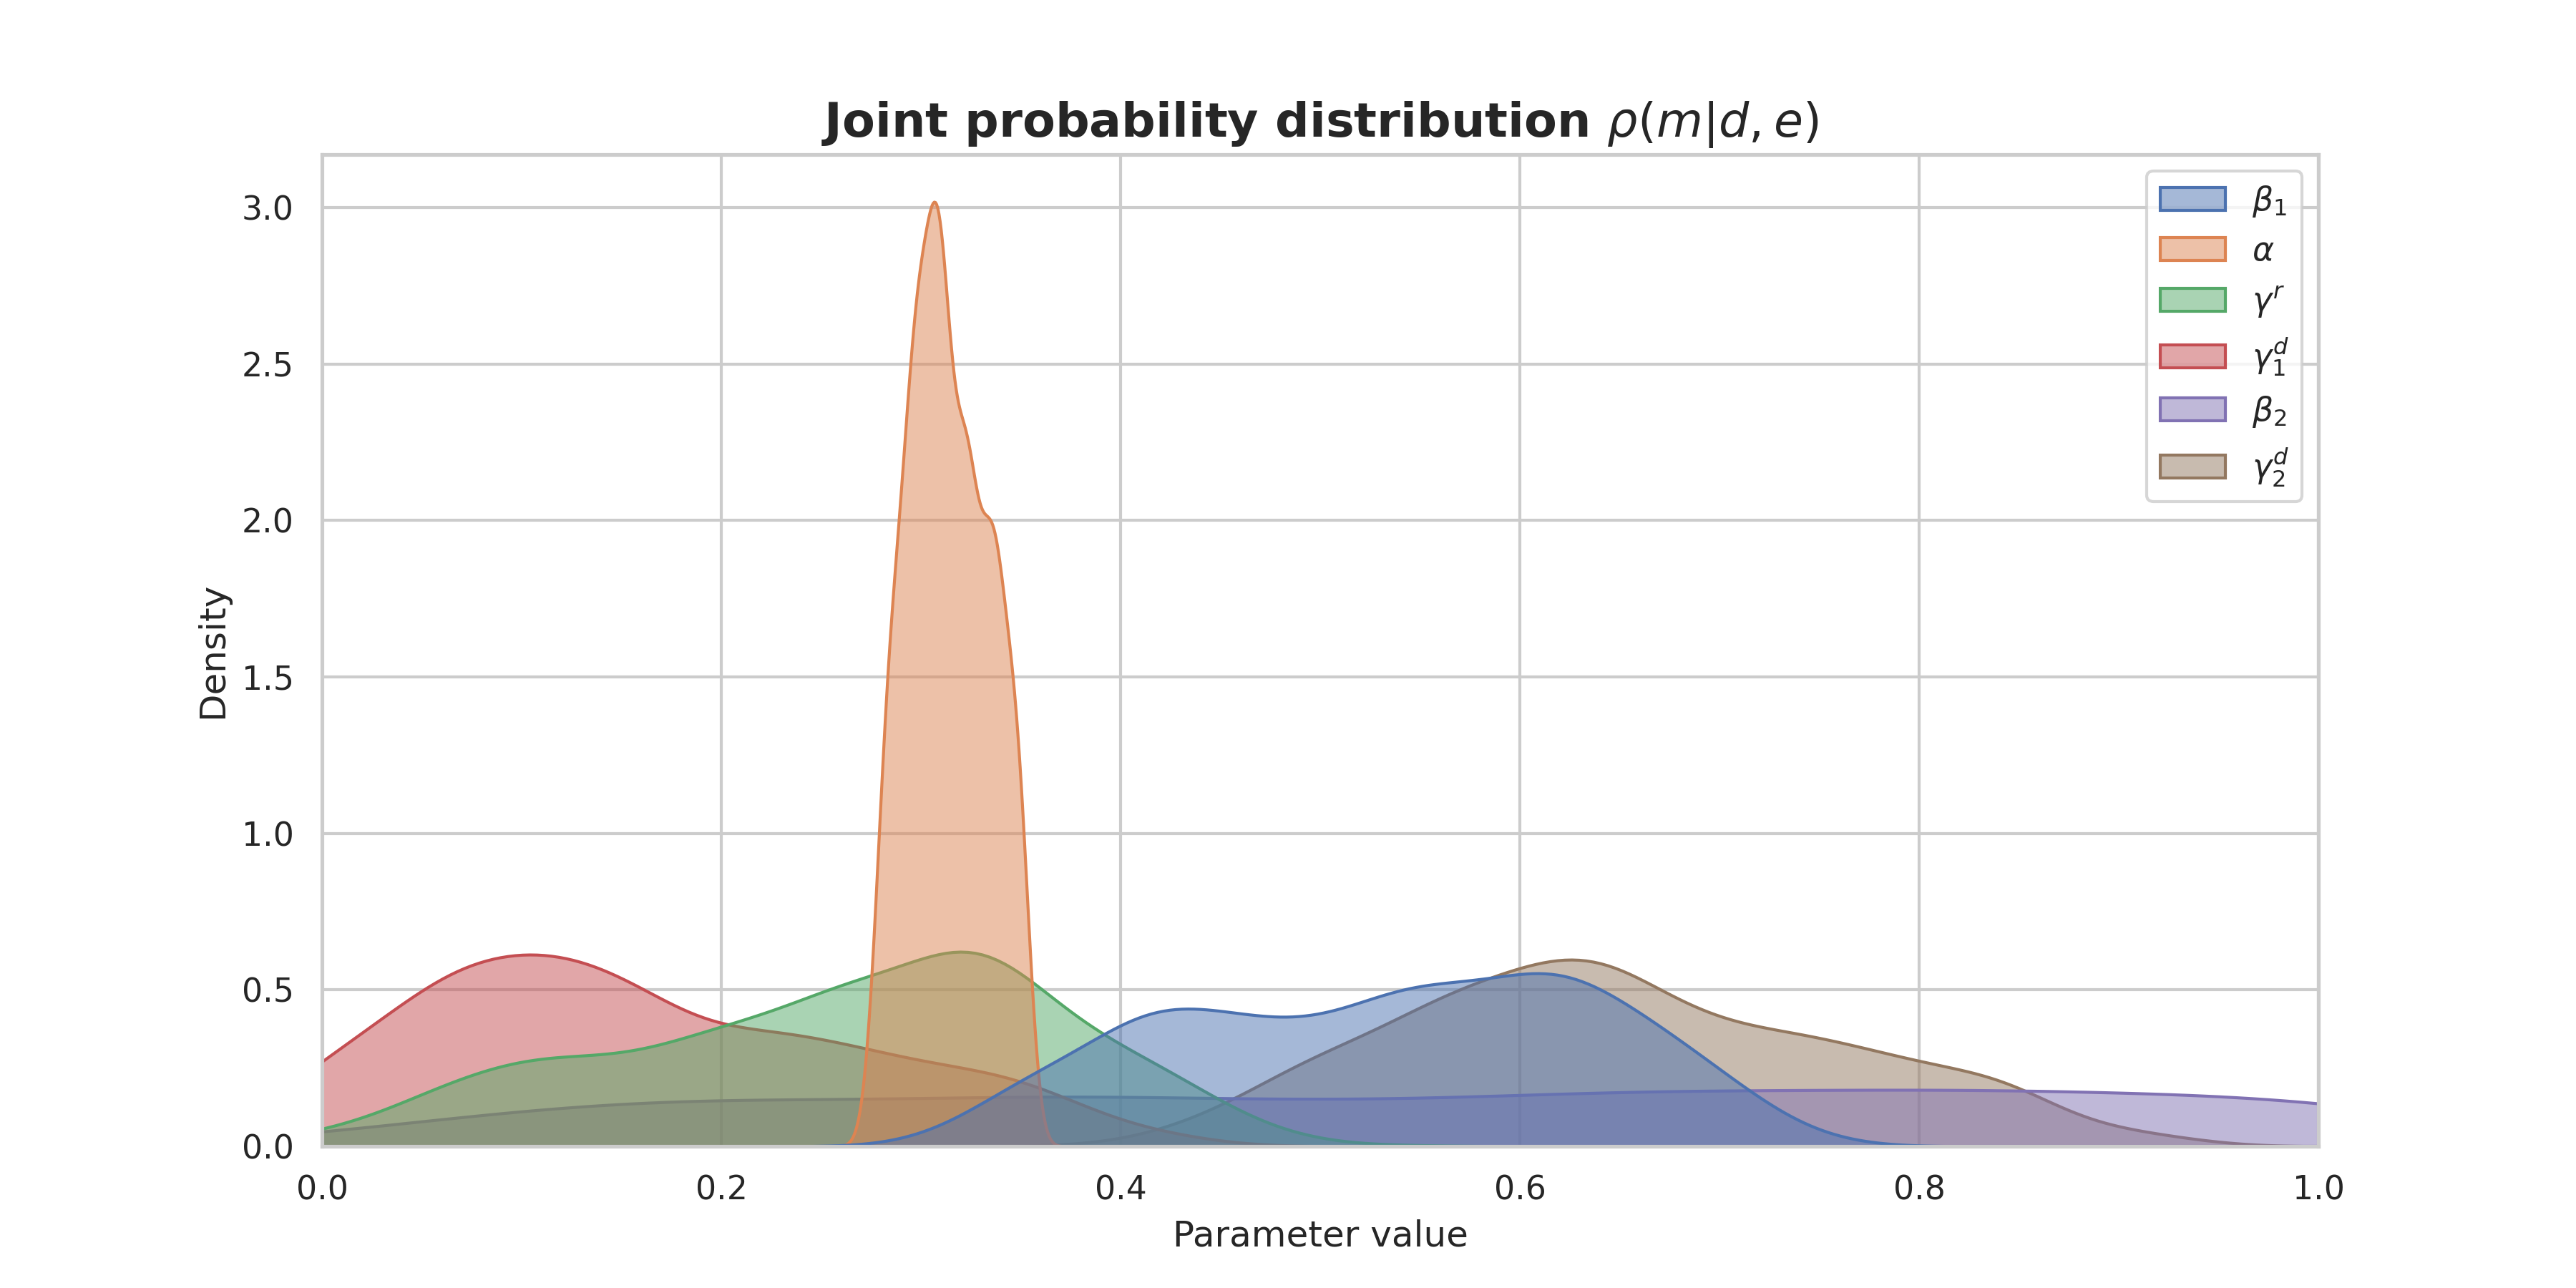 Joint probability distribution ρ(m|d, e)
3.0
2.5
2.0
1.5
1.0
0.5
0.0
Density
0.0 0.2 0.4 0.6 0.8 1.0
Parameter value
β₁
α
γʳ
γ₁ᵈ
β₂
γ₂ᵈ